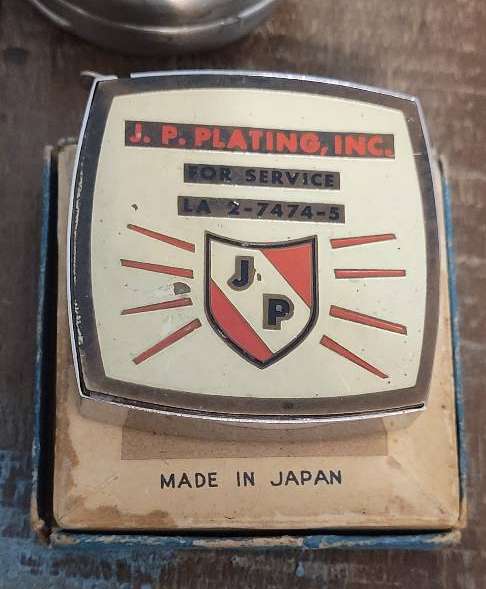 J. P. PLATING, INC.
FOR SERVICE
LA 2-7474-5
J
P
MADE IN JAPAN